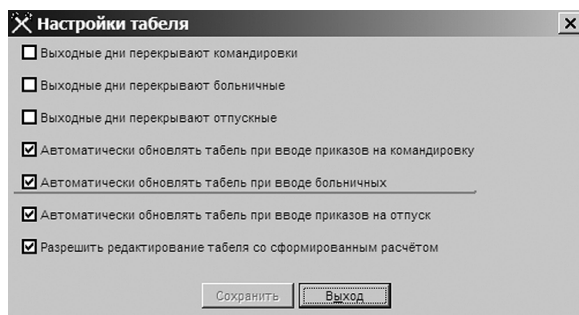 Настройки табеля
Выходные дни перекрывают командировки
Выходные дни перекрывают больничные
Выходные дни перекрывают отпускные
Автоматически обновлять табель при вводе приказов на командировку
Автоматически обновлять табель при вводе больничных
Автоматически обновлять табель при вводе приказов на отпуск
Разрешить редактирование табеля со сформированным расчётом
Сохранить Выход